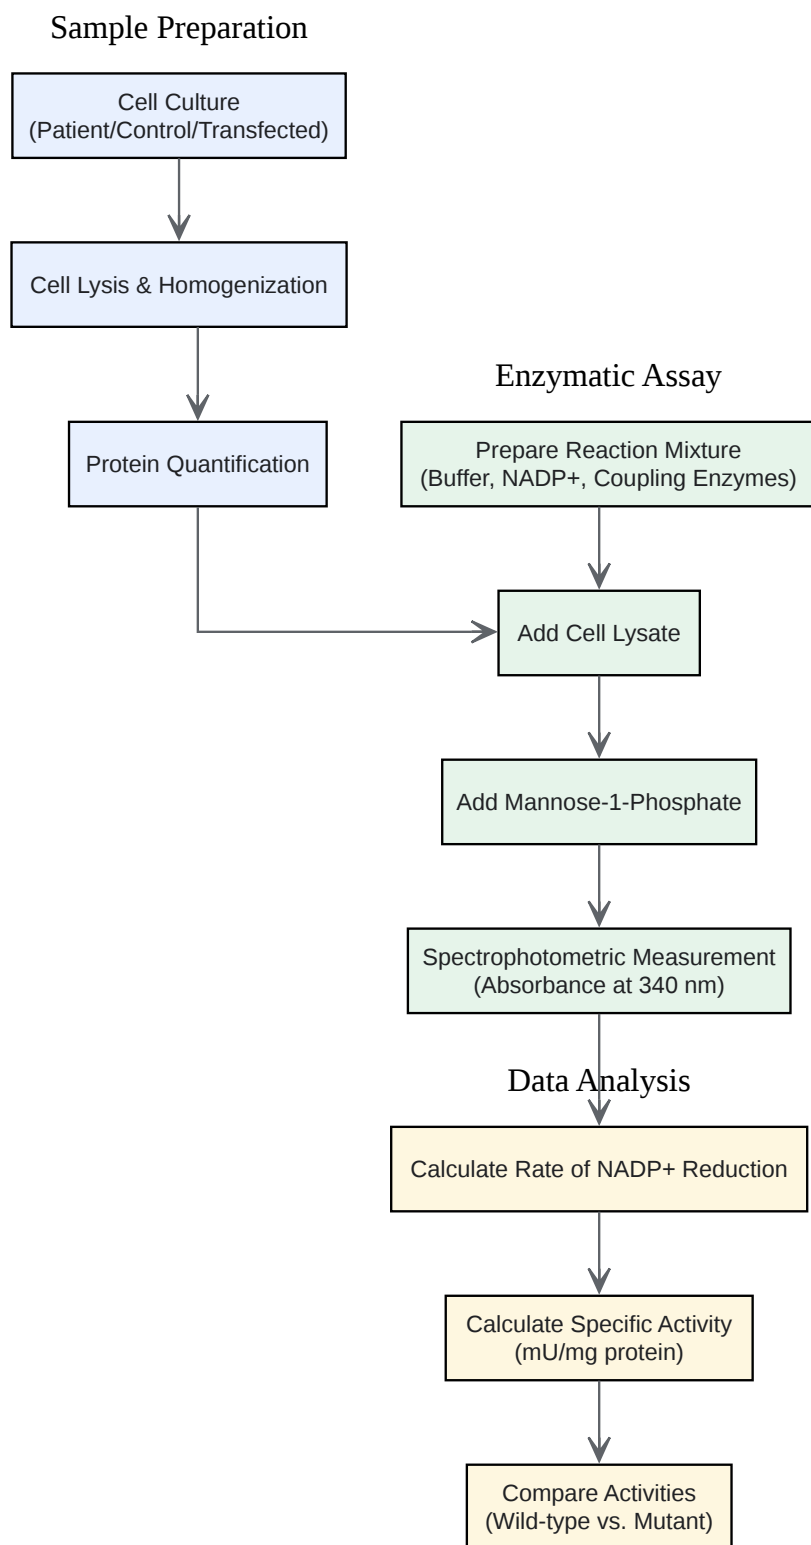 Sample Preparation
Cell Culture
(Patient/Control/Transfected)
Cell Lysis & Homogenization
Protein Quantification
Enzymatic Assay
Prepare Reaction Mixture
(Buffer, NADP+, Coupling Enzymes)
Add Cell Lysate
Add Mannose-1-Phosphate
Spectrophotometric Measurement
(Absorbance at 340 nm)
Data Analysis
Calculate Rate of NADP+ Reduction
Calculate Specific Activity
(mU/mg protein)
Compare Activities
(Wild-type vs. Mutant)